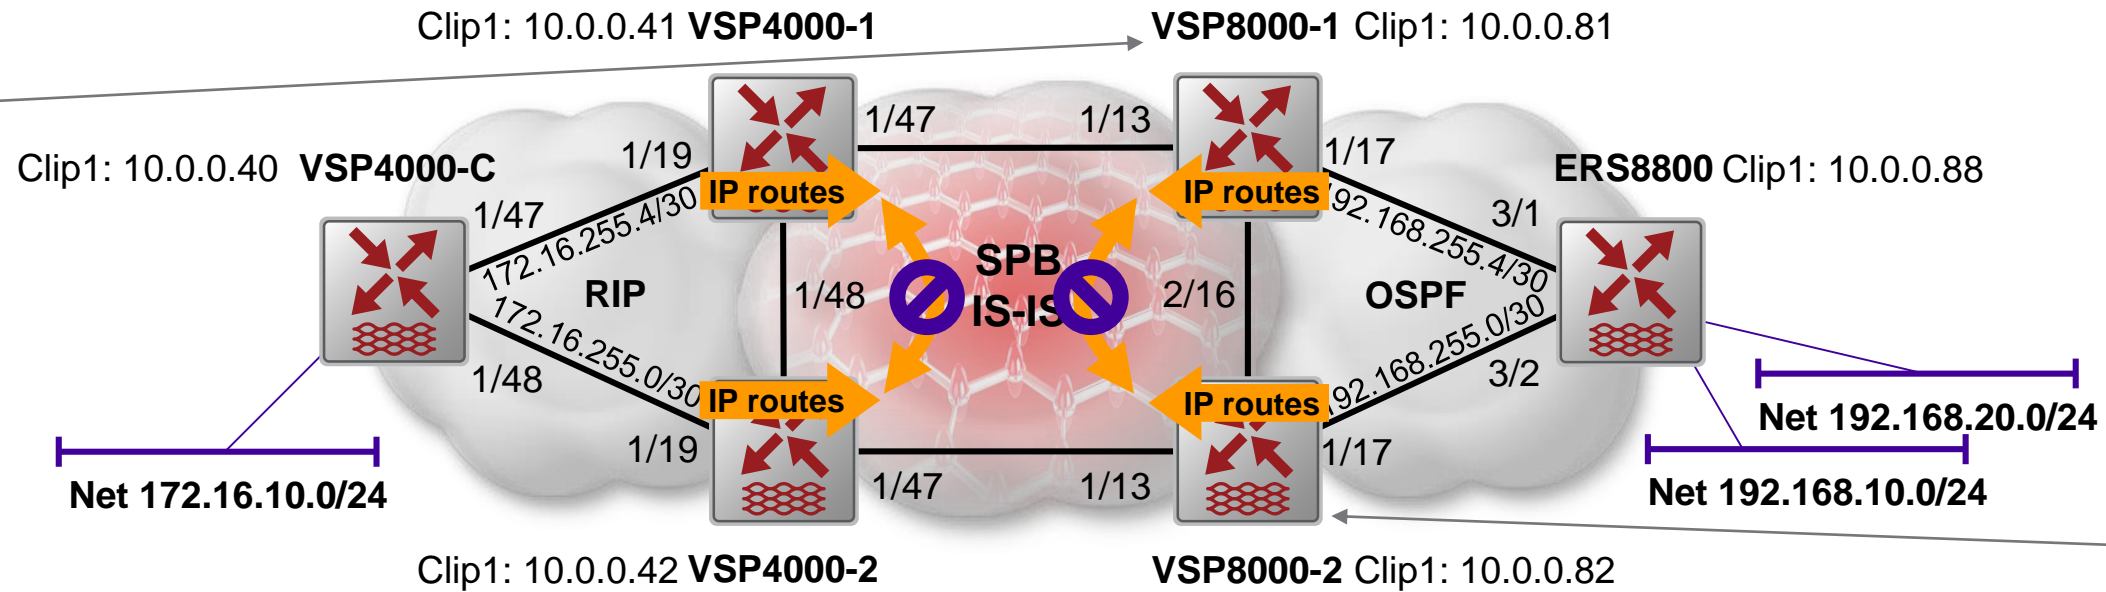 Clip1: 10.0.0.41 VSP4000-1
VSP8000-1 Clip1: 10.0.0.81
1/47
1/13
1/19
1/17
Clip1: 10.0.0.40 VSP4000-C
ERS8800 Clip1: 10.0.0.88
IP routes
IP routes
1/47
3/1
172.16.255.4/30
92.168.255.4/30
SPB
IS-IS
RIP
1/48
2/16
OSPF
172.16.255.0/30
192.168.255.0/30
1/48
3/2
IP routes
IP routes
Net 192.168.20.0/24
1/19
1/17
1/47
1/13
Net 172.16.10.0/24
Net 192.168.10.0/24
Clip1: 10.0.0.42 VSP4000-2
VSP8000-2 Clip1: 10.0.0.82